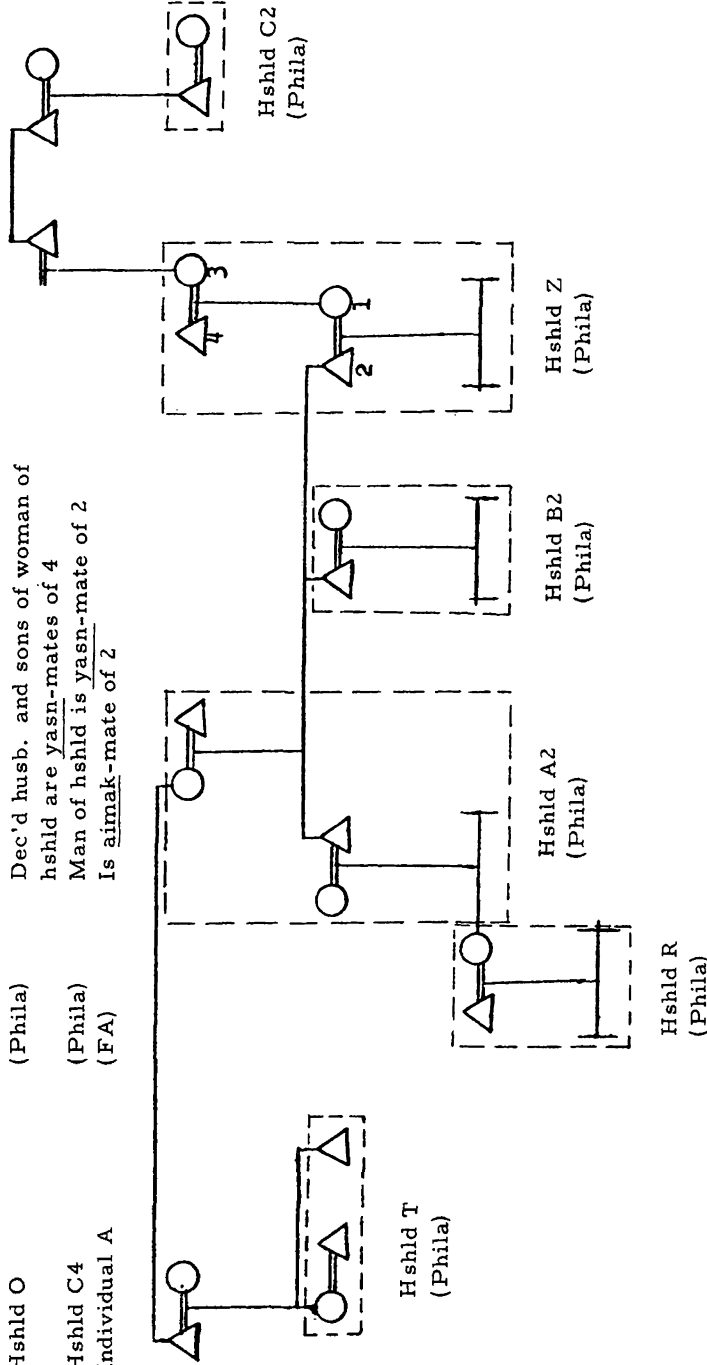 Hshld O (Phila) Dec'd husb. and sons of woman of
hshld are yasn-mates of 4
Hshld C4 (Phila) Man of hshld is yasn-mate of 2
Individual A (FA) Is aimak-mate of 2
Hshld T
(Phila)
Hshld R
(Phila)
Hshld A2
(Phila)
Hshld B2
(Phila)
4
3
2
1
Hshld Z
(Phila)
Hshld C2
(Phila)